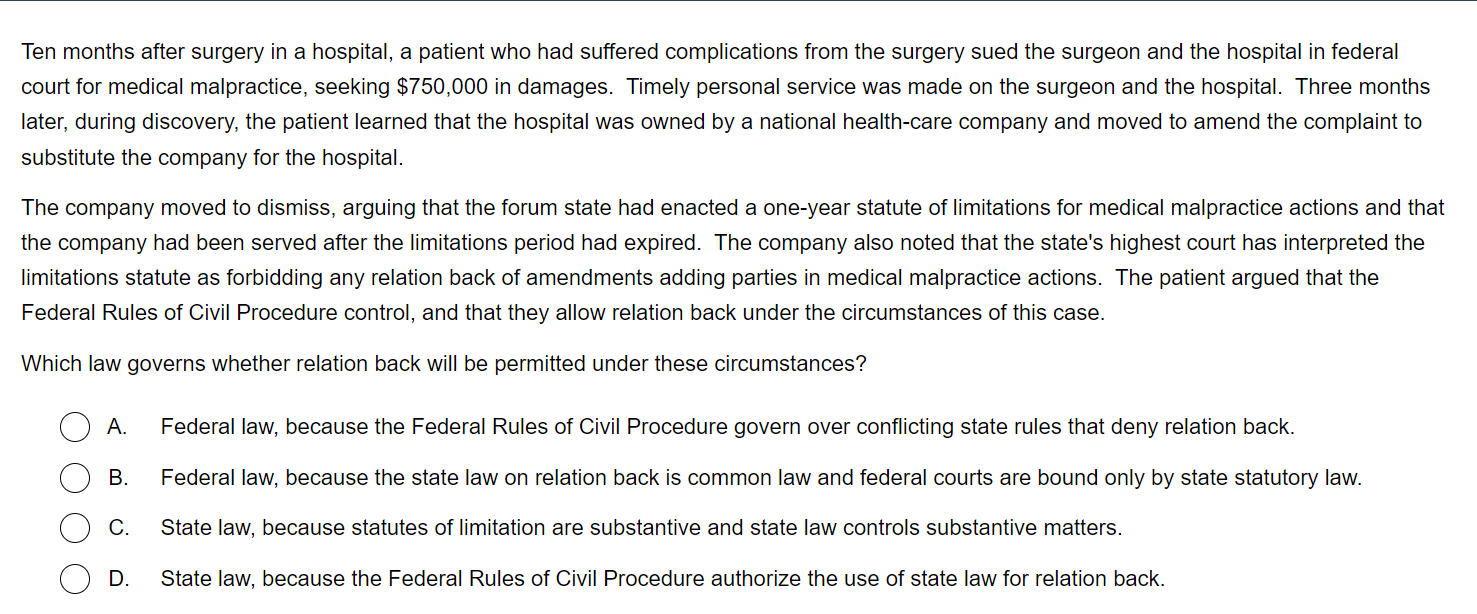 Ten months after surgery in a hospital, a patient who had suffered complications from the surgery sued the surgeon and the hospital in federal
court for medical malpractice, seeking $750,000 in damages.  Timely personal service was made on the surgeon and the hospital.  Three months
later, during discovery, the patient learned that the hospital was owned by a national health-care company and moved to amend the complaint to
substitute the company for the hospital.
The company moved to dismiss, arguing that the forum state had enacted a one-year statute of limitations for medical malpractice actions and that
the company had been served after the limitations period had expired.  The company also noted that the state's highest court has interpreted the
limitations statute as forbidding any relation back of amendments adding parties in medical malpractice actions.  The patient argued that the
Federal Rules of Civil Procedure control, and that they allow relation back under the circumstances of this case.
Which law governs whether relation back will be permitted under these circumstances?
A. Federal law, because the Federal Rules of Civil Procedure govern over conflicting state rules that deny relation back.
B. Federal law, because the state law on relation back is common law and federal courts are bound only by state statutory law.
C. State law, because statutes of limitation are substantive and state law controls substantive matters.
D. State law, because the Federal Rules of Civil Procedure authorize the use of state law for relation back.